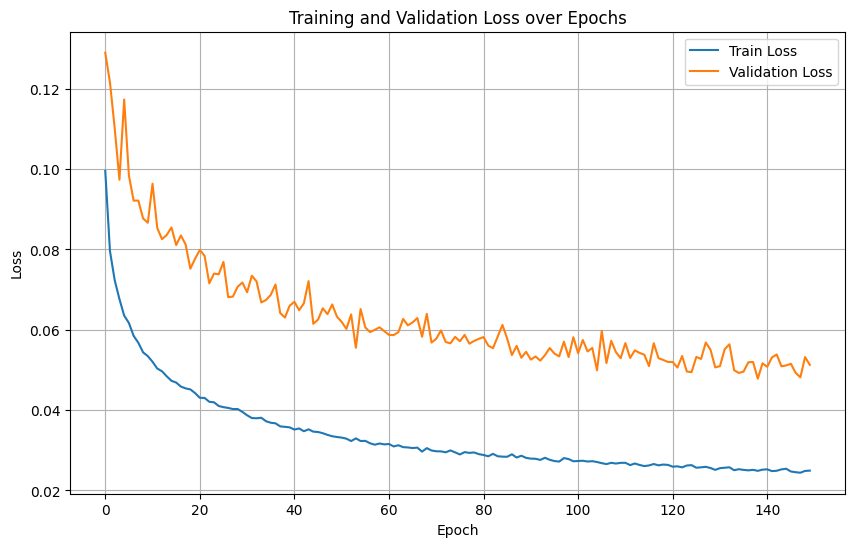 Training and Validation Loss over Epochs
Train Loss
Validation Loss
0.12
0.10
0.08
0.06
0.04
0.02
Loss
0 20 40 60 80 100 120 140
Epoch